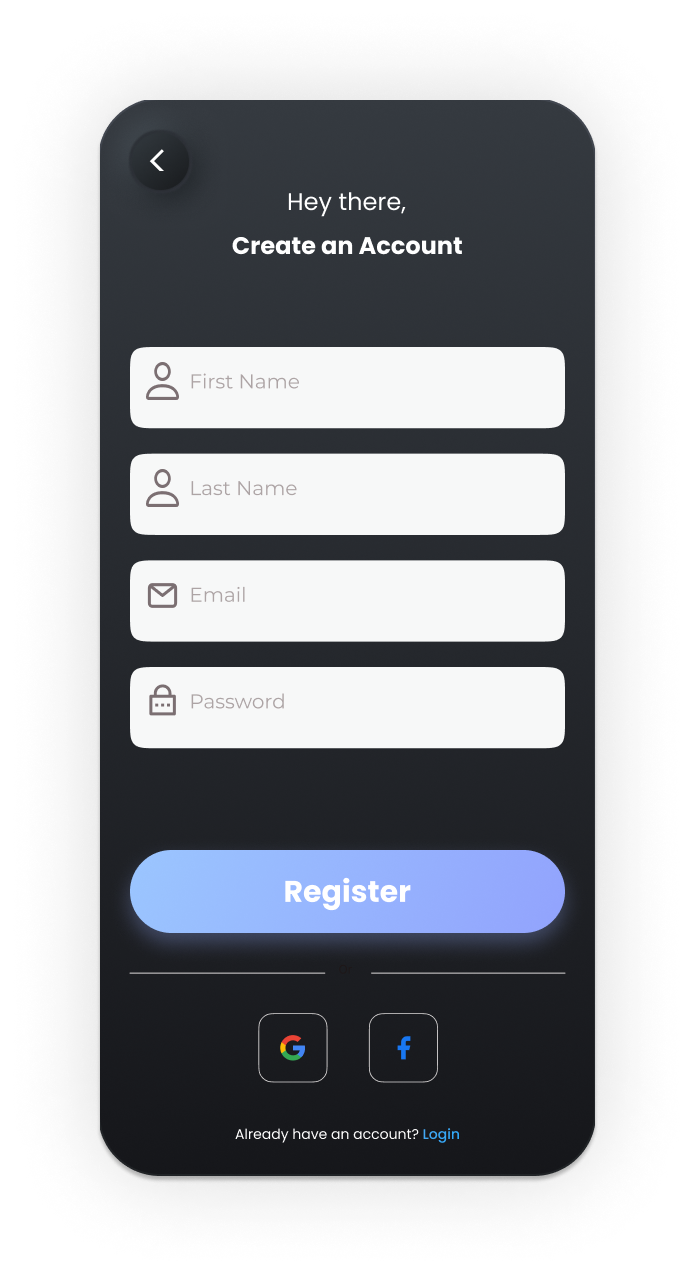 Hey there,
Create an Account
First Name
Last Name
Email
Password
Register
Already have an account? Login